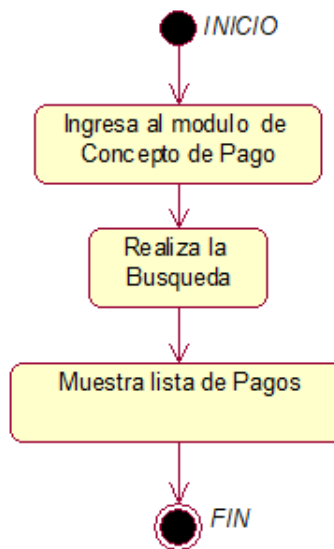 INICIO
Ingresa al modulo de
Concepto de Pago
Realiza la
Busqueda
Muestra lista de Pagos
FIN